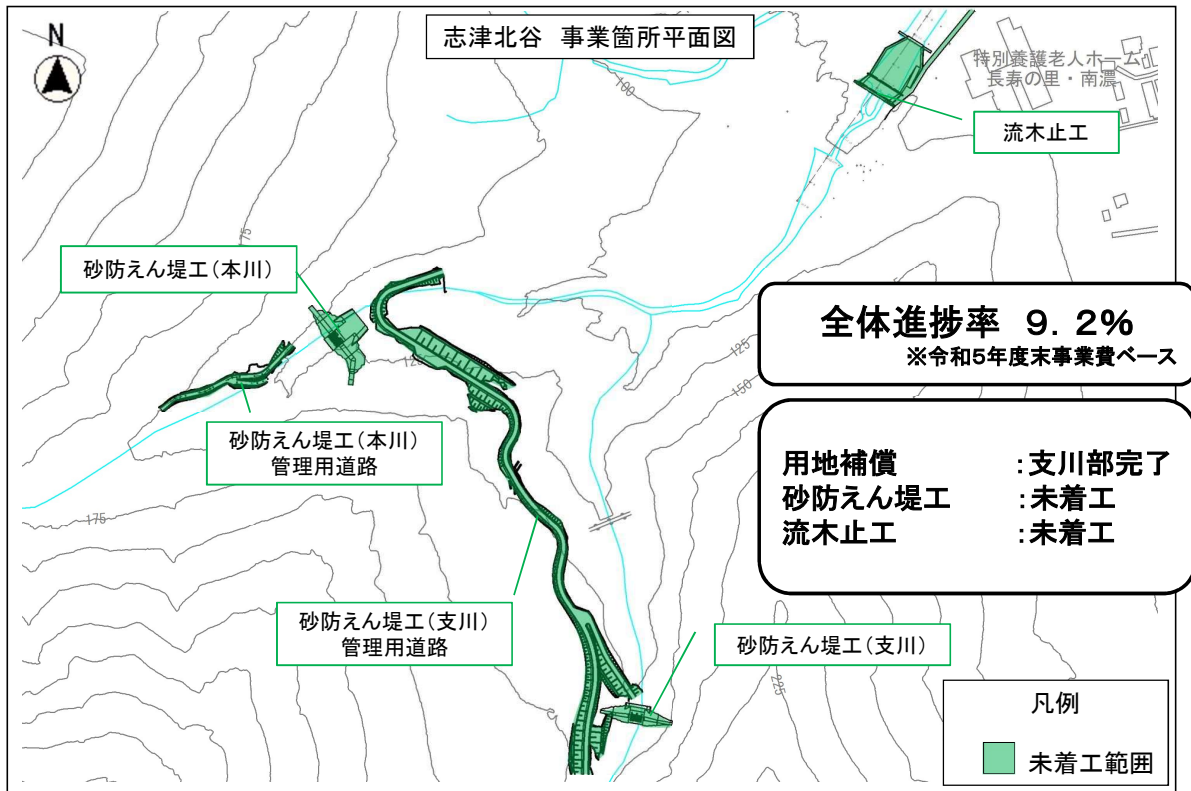 志津北谷 事業箇所平面図
N
特別養護老人ホーム
長寿の里・南濃
流木止工
100
175
砂防えん堤工(本川)
全体進捗率 9.2%
※令和5年度末事業費ベース
125
125
150
砂防えん堤工(本川)
管理用道路
用地補償 :支川部完了
砂防えん堤工 :未着工
流木止工 :未着工
175
砂防えん堤工(支川)
管理用道路
砂防えん堤工(支川)
225
凡例
未着工範囲